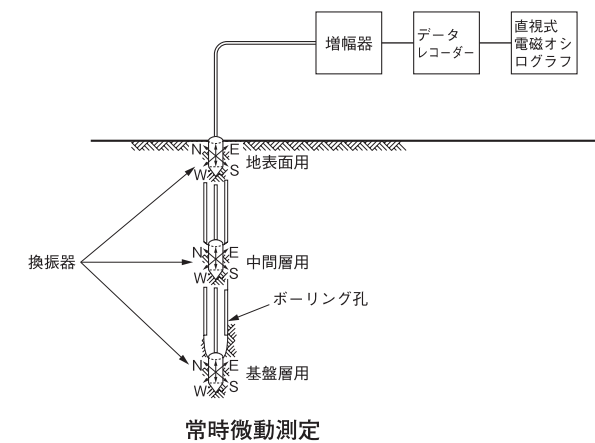 増幅器
データ
レコーダー
直視式
電磁オシ
ログラフ
N E
W S
地表面用
換振器
N E
W S
中間層用
ボーリング孔
N E
W S
基盤層用
常時微動測定